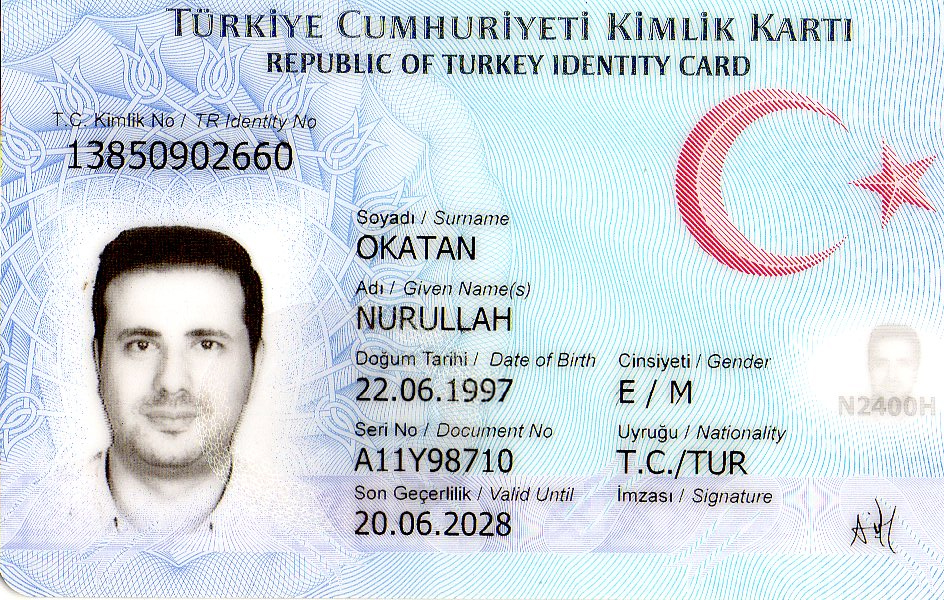 TÜRKİYE CUMHURİYETİ KİMLİK KARTI
REPUBLIC OF TURKEY IDENTITY CARD
T.C. Kimlik No / TR Identity No
13850902660
Soyadı / Surname
OKATAN
Adı / Given Name(s)
NURULLAH
Doğum Tarihi / Date of Birth Cinsiyeti / Gender
22.06.1997 E / M
N2400H
Seri No / Document No Uyruğu / Nationality
A11Y98710 T.C./TUR
Son Geçerlilik / Valid Until İmzası / Signature
20.06.2028